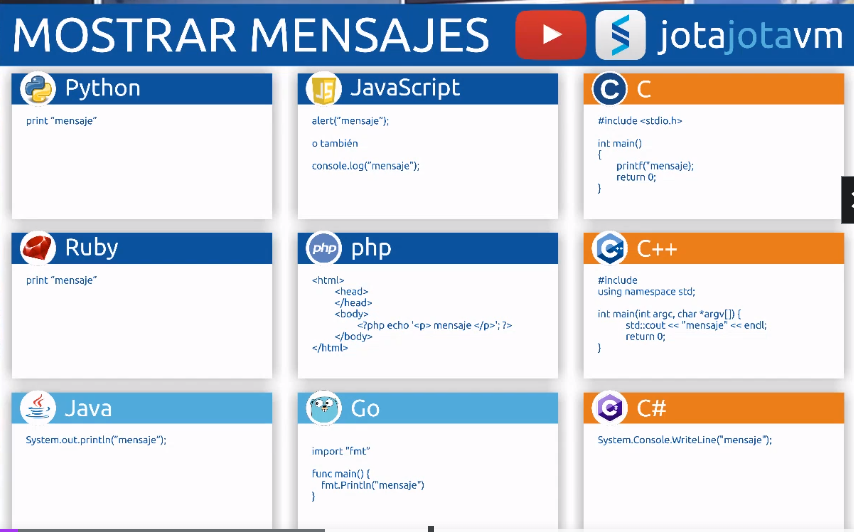 MOSTRAR MENSAJES
jotajotavm
Python
print "mensaje"
JS
JavaScript
alert("mensaje");
o también
console.log("mensaje");
C
C
#include <stdio.h>
int main()
{
printf("mensaje);
return 0;
}
Ruby
print "mensaje"
php
php
<html>
<head>
</head>
<body>
<?php echo '<p> mensaje </p>'; ?>
</body>
</html>
C++
C++
#include
using namespace std;
int main(int argc, char *argv[]) {
std::cout << "mensaje" << endl;
return 0;
}
Java
System.out.println("mensaje");
Go
import "fmt"
func main() {
fmt.Println("mensaje")
}
C#
C#
System.Console.WriteLine("mensaje");